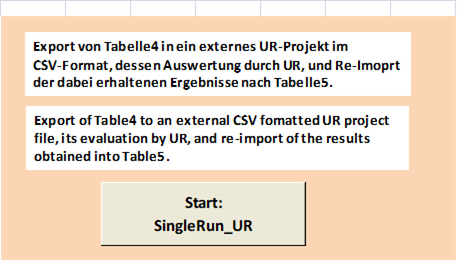 Export von Tabelle4 in ein externes UR-Projekt im
CSV-Format, dessen Auswertung durch UR, und Re-Imoprt
der dabei erhaltenen Ergebnisse nach Tabelle5.
Export of Table4 to an external CSV fomatted UR project
file, its evaluation by UR, and re-import of the results
obtained into Table5.
Start:
SingleRun_UR